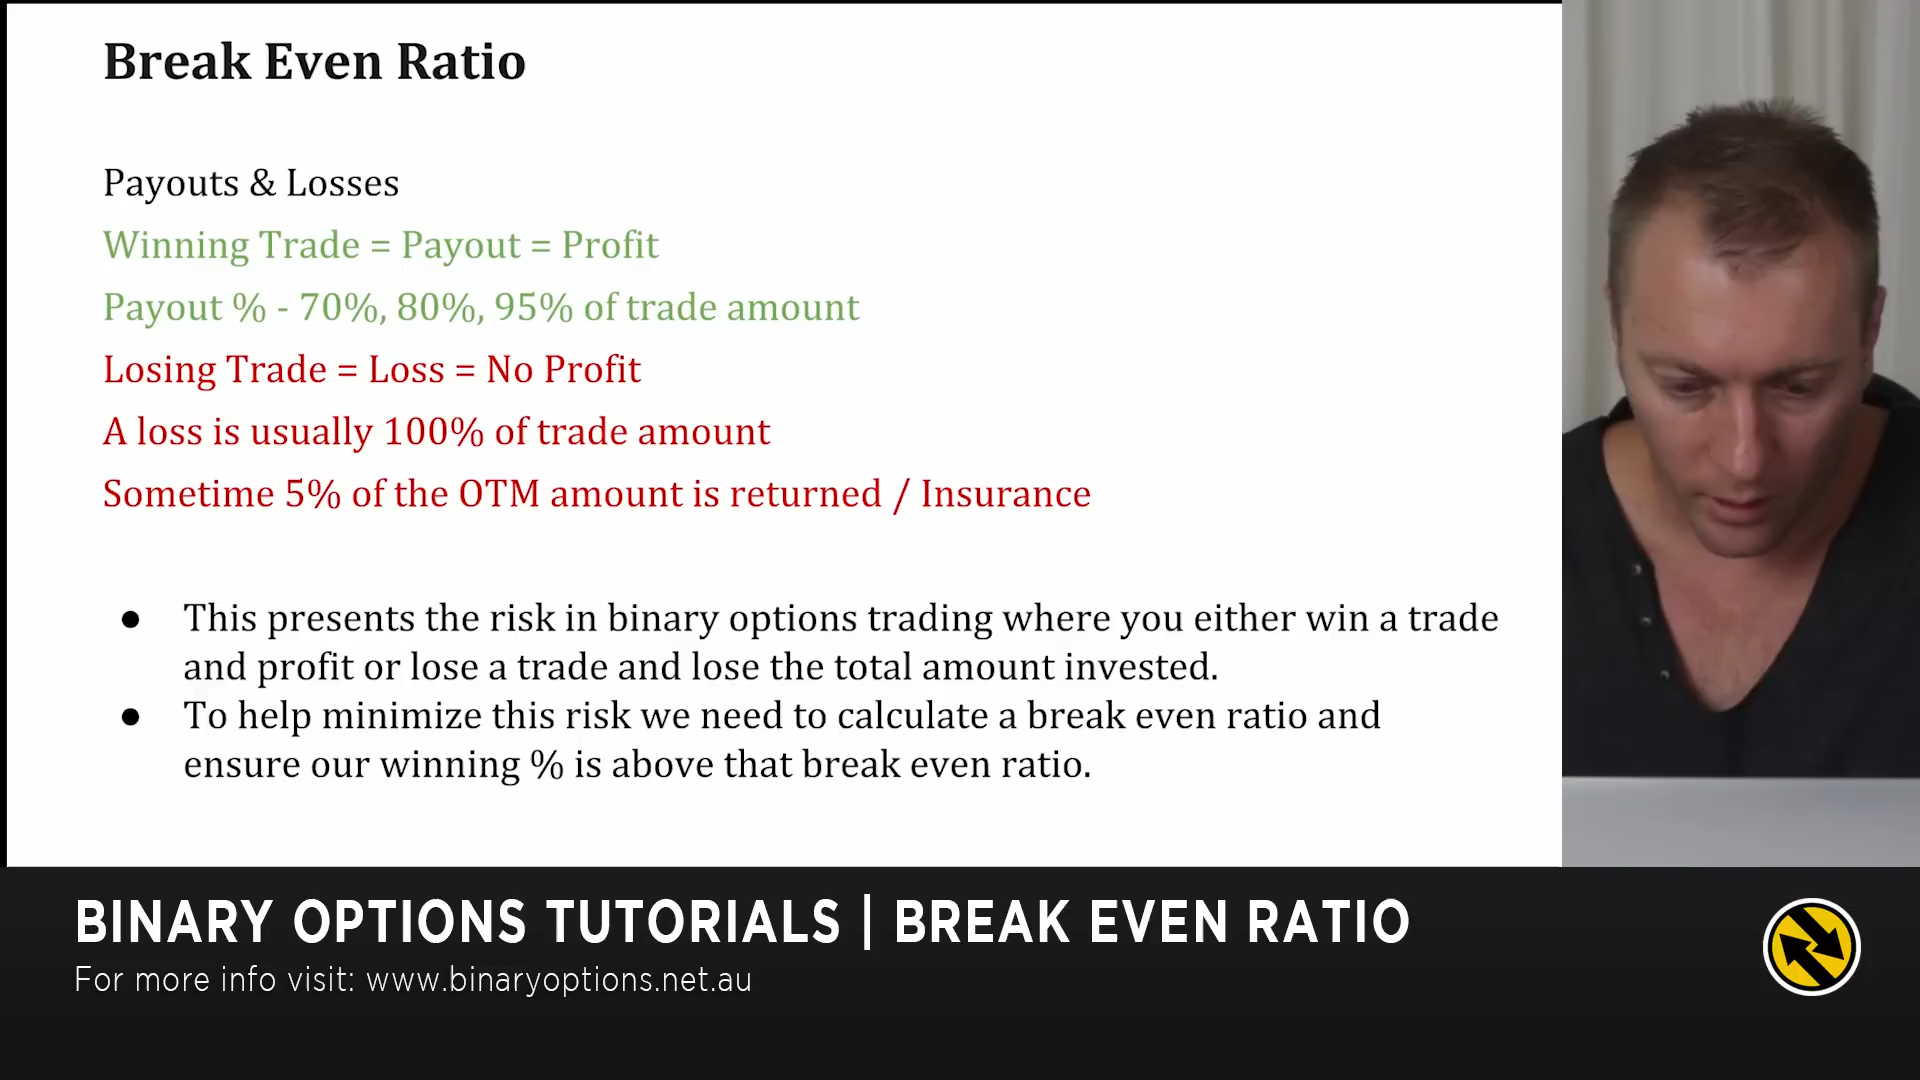 Break Even Ratio
Payouts & Losses
Winning Trade = Payout = Profit
Payout % - 70%, 80%, 95% of trade amount
Losing Trade = Loss = No Profit
A loss is usually 100% of trade amount
Sometime 5% of the OTM amount is returned / Insurance
● This presents the risk in binary options trading where you either win a trade
and profit or lose a trade and lose the total amount invested.
● To help minimize this risk we need to calculate a break even ratio and
ensure our winning % is above that break even ratio.
BINARY OPTIONS TUTORIALS | BREAK EVEN RATIO
For more info visit: www.binaryoptions.net.au